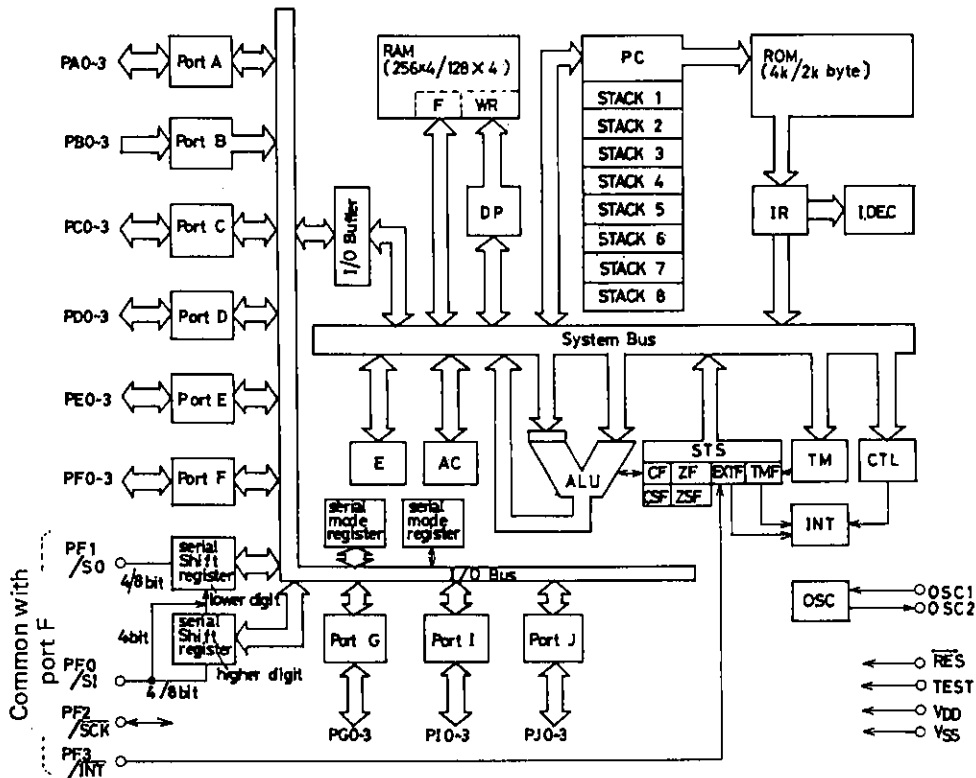 PA0~3
Port A
PB0~3
Port B
PC0~3
Port C
PD0~3
Port D
PE0-3
Port E
PF0-3
Port F
RAM
(256×4/128×4)
F
WR
DP
I/O Buffer
PC
STACK 1
STACK 2
STACK 3
STACK 4
STACK 5
STACK 6
STACK 7
STACK 8
ROM
(4k/2k byte)
IR
I,DEC
System Bus
E
AC
ALU
STS
CF
ZF
EXTF
TMF
CSF
ZSF
TM
CTL
INT
OSC
OSC1
OSC2
RES
TEST
VDD
VSS
serial
mode
register
serial
mode
register
I/O Bus
Port G
Port I
Port J
PG0-3
PI0-3
PJ0-3
Common with
port F
PF1
/S0
4/8bit
serial
Shift
register
lower digit
4bit
serial
Shift
register
higher digit
PF0
/SI
4/8bit
PF2
/SCK
PF3
/INT